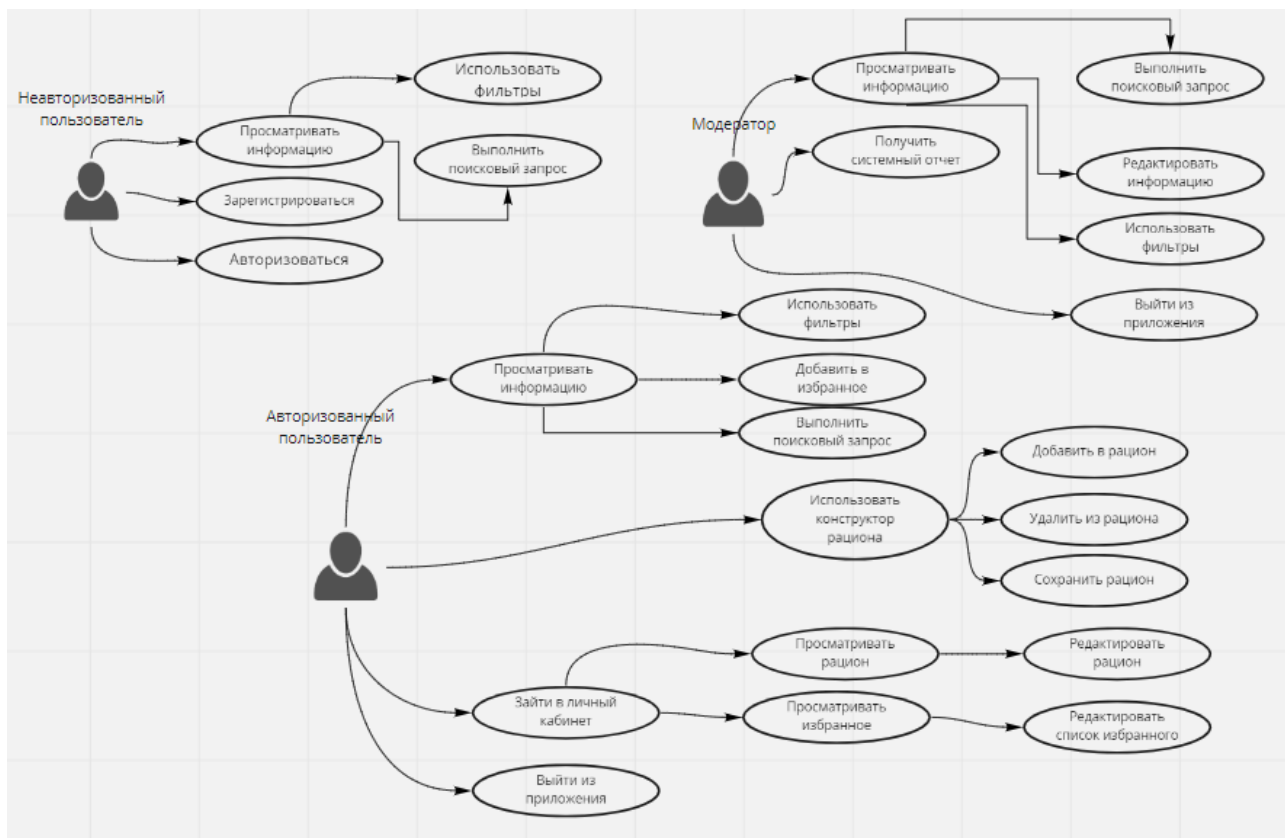 Неавторизованный
пользователь
Использовать
фильтры
Просматривать
информацию
Выполнить
поисковый запрос
Зарегистрироваться
Авторизоваться
Модератор
Просматривать
информацию
Выполнить
поисковый запрос
Получить
системный отчет
Редактировать
информацию
Использовать
фильтры
Выйти из
приложения
Авторизованный
пользователь
Просматривать
информацию
Использовать
фильтры
Добавить в
избранное
Выполнить
поисковый запрос
Использовать
конструктор
рациона
Добавить в рацион
Удалить из рациона
Сохранить рацион
Зайти в личный
кабинет
Просматривать
рацион
Редактировать
рацион
Просматривать
избранное
Редактировать
список избранного
Выйти из
приложения